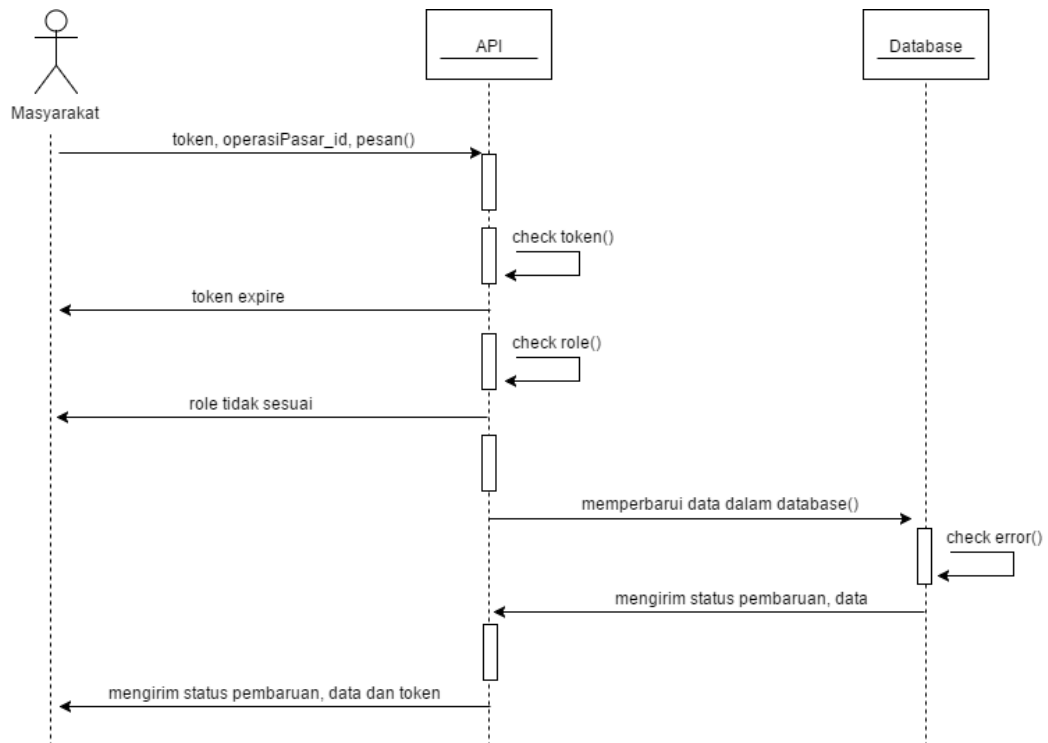 API
Database
Masyarakat
token, operasiPasar_id, pesan()
check token()
token expire
check role()
role tidak sesuai
memperbarui data dalam database()
check error()
mengirim status pembaruan, data
mengirim status pembaruan, data dan token